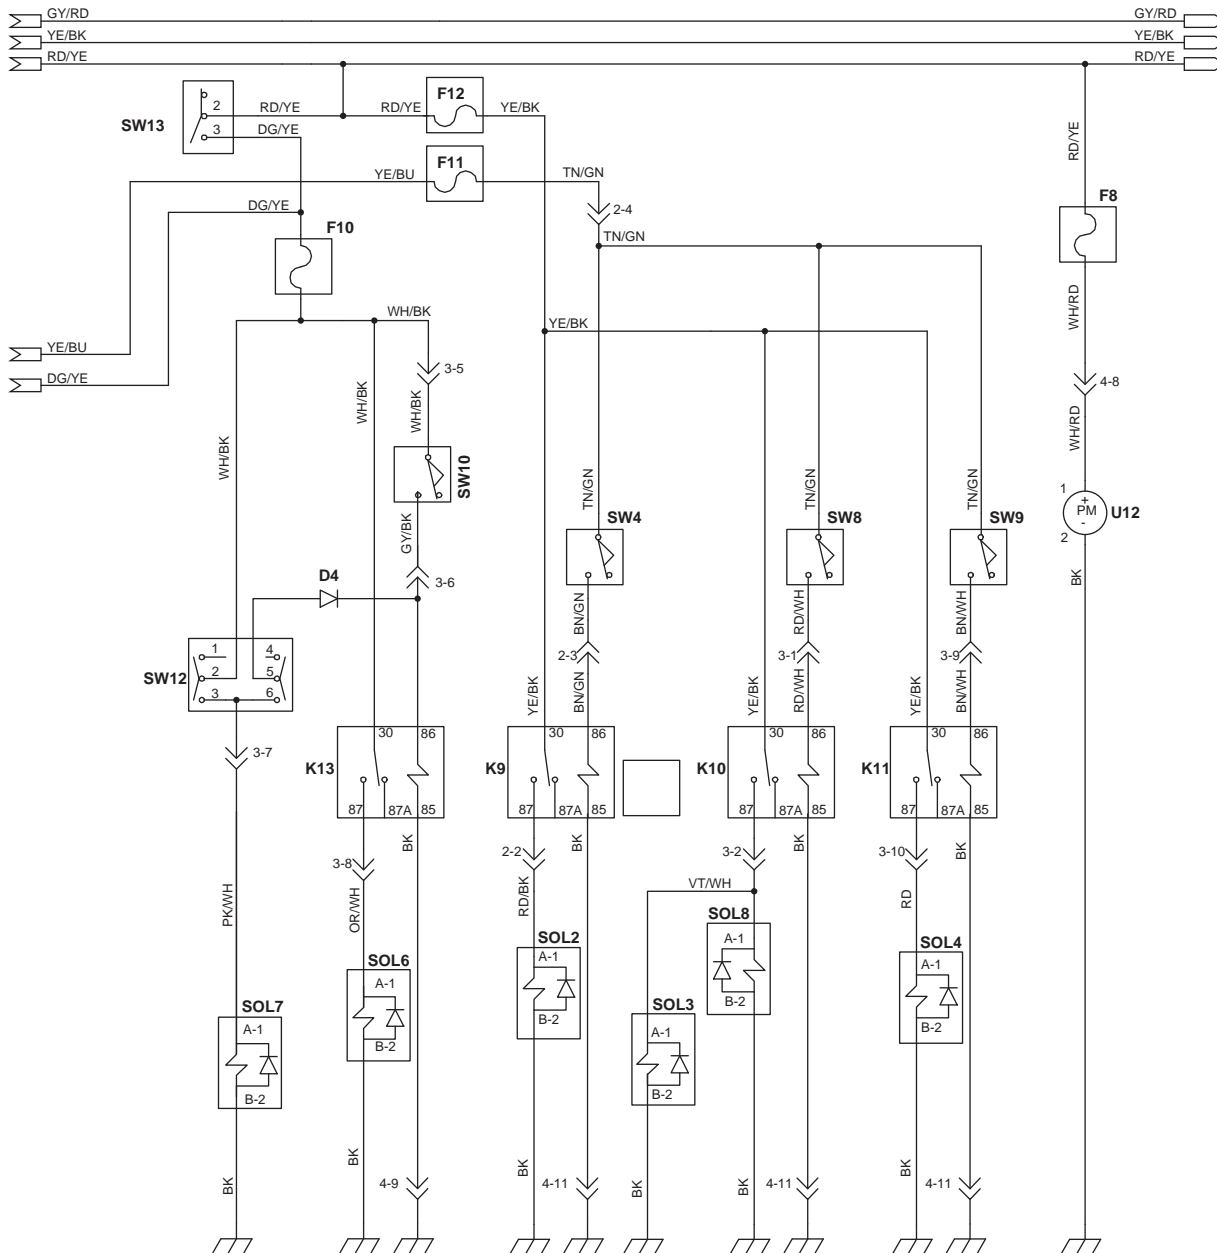 GY/RD GY/RD
YE/BK YE/BK
RD/YE RD/YE
F12
2 RD/YE RD/YE YE/BK
SW13
3 DG/YE
F11
YE/BU TN/GN
RD/YE
DG/YE 2-4
F8
F10 TN/GN
WH/RD
WH/BK YE/BK
YE/BU
3-5
DG/YE 4-8
WH/BK WH/BK WH/BK
WH/RD
SW10
TN/GN TN/GN TN/GN
1 +
SW4 SW8 SW9 PM U12
2 -
GY/BK
D4 3-6
BK
BN/GN RD/WH BN/WH
1 4
2-3 3-1 3-9
SW12 2 5
3 6
YE/BK BN/GN YE/BK RD/WH YE/BK BN/WH
3-7
30 86 30 86 30 86 30 86
K13 K9 K10 K11
87 87A 85 87 87A 85 87 87A 85 87 87A 85
BK BK BK BK
3-8 2-2 3-2 3-10
PK/WH OR/WH RD/BK VT/WH RD
SOL8
SOL2 A-1 SOL4
A-1 A-1
SOL6
A-1 B-2
SOL7 SOL3
B-2 B-2
A-1 A-1
B-2
B-2 B-2
BK BK BK BK BK BK
4-9 4-11 4-11 4-11